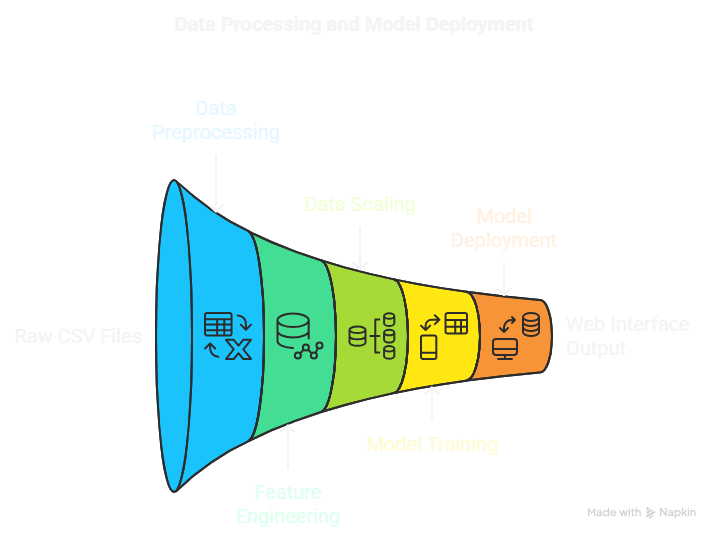 Data Processing and Model Deployment
Data
Preprocessing
Data Scaling
Model
Deployment
Raw CSV Files
Web Interface
Output
Model Training
Feature
Engineering
Made with Napkin